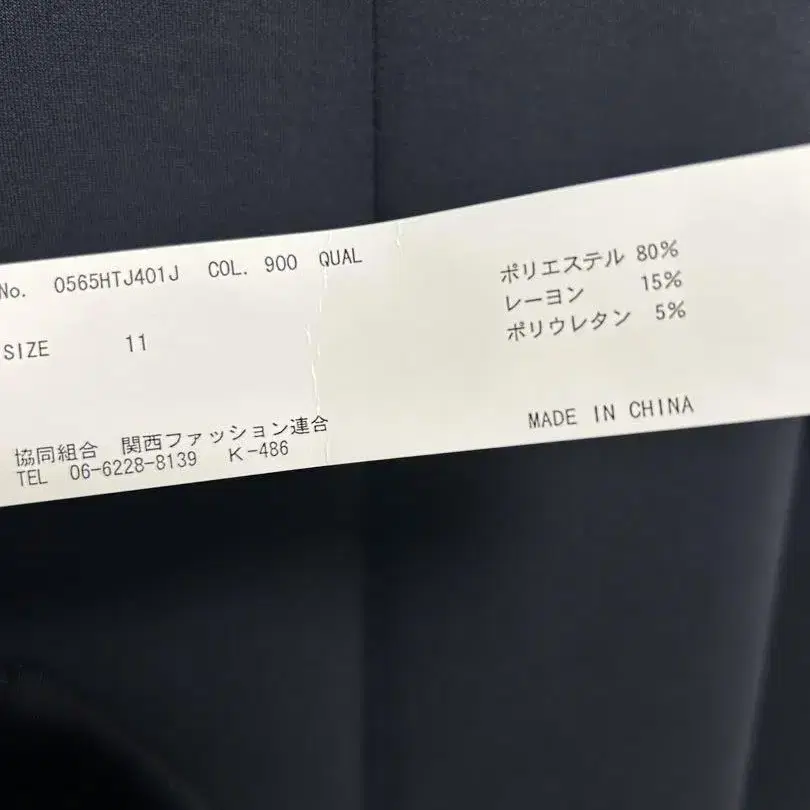 No. 0565HTJ401J COL. 900 QUAL
SIZE 11
ポリエステル 80%
レーヨン 15%
ポリウレタン 5%
協同組合 関西ファッション連合
TEL 06-6228-8139 K-486
MADE IN CHINA